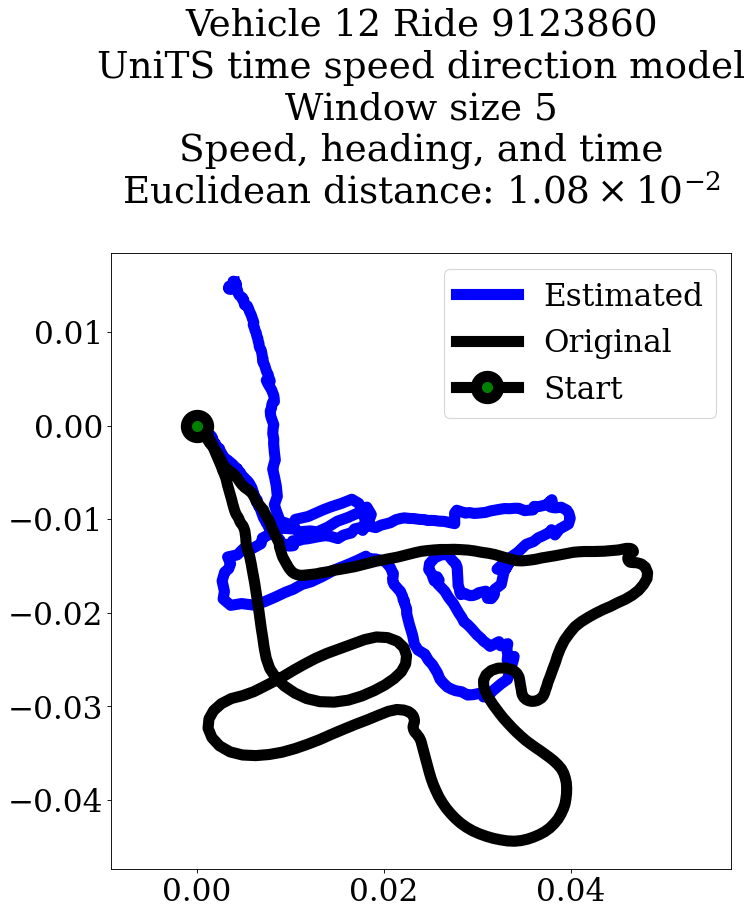 Vehicle 12 Ride 9123860
UniTS time speed direction model
Window size 5
Speed, heading, and time
Euclidean distance: 1.08 × 10⁻²
Estimated
Original
Start
0.01
0.00
−0.01
−0.02
−0.03
−0.04
0.00 0.02 0.04